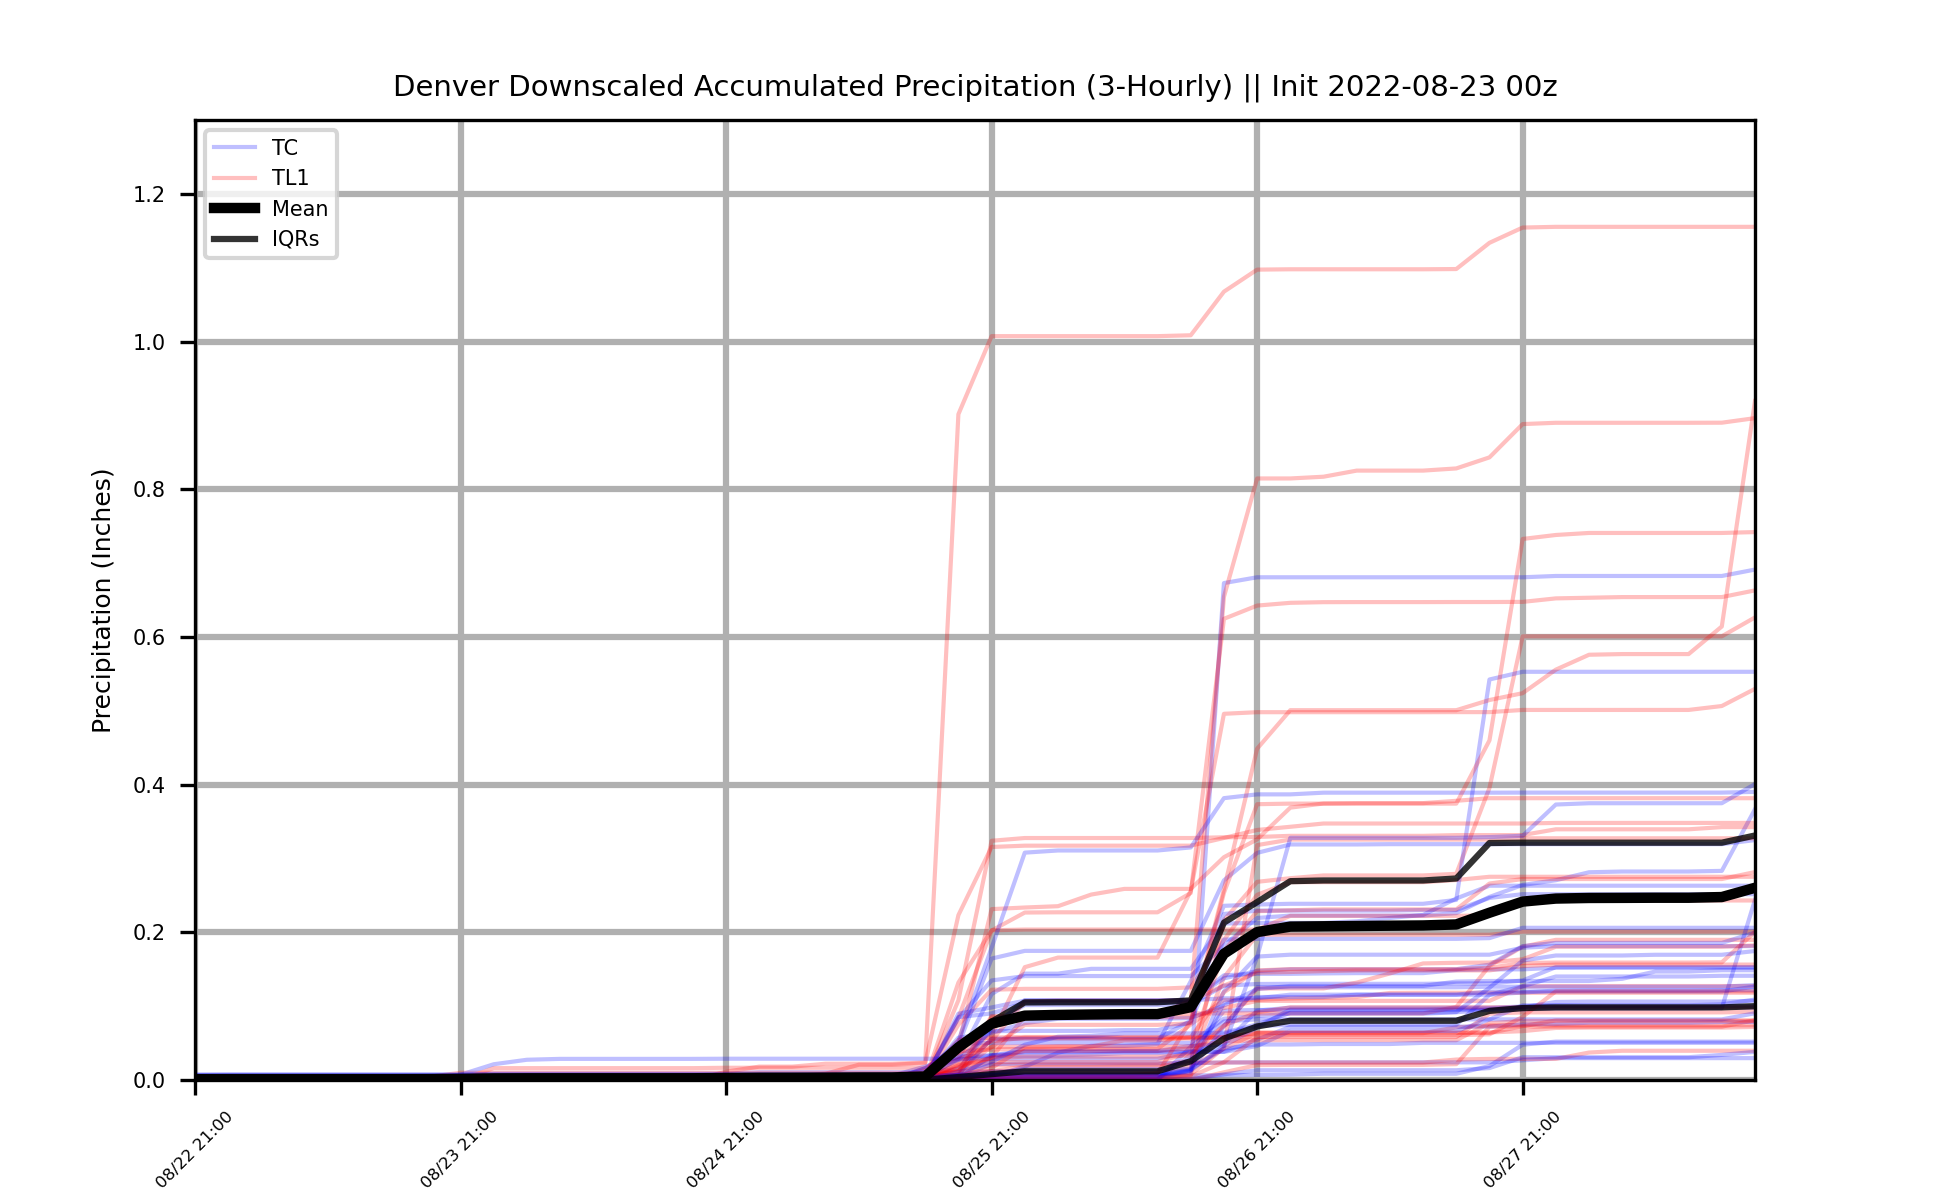 Denver Downscaled Accumulated Precipitation (3-Hourly) || Init 2022-08-23 00z
TC
TL1
Mean
IQRs
Precipitation (Inches)
1.2
1.0
0.8
0.6
0.4
0.2
0.0
08/22 21:00
08/23 21:00
08/24 21:00
08/25 21:00
08/26 21:00
08/27 21:00